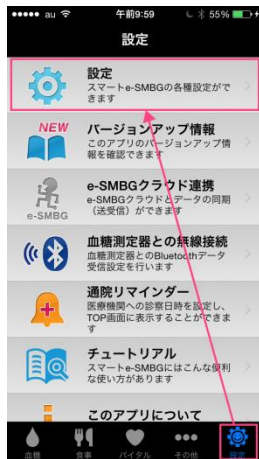 au 午前9:59 55%
設定
設定
スマートe-SMBGの各種設定がで
きます
NEW
バージョンアップ情報
このアプリのバージョンアップ情
報を確認できます
e-SMBGクラウド連携
e-SMBGクラウドとデータの同期
（送受信）ができます
e-SMBG
血糖測定器との無線接続
血糖測定器とのBluetoothデータ
受信設定を行います
通院リマインダー
医療機関への診察日時を設定し、
TOP画面に表示することができま
す
チュートリアル
スマートe-SMBGにはこんな便利
な使い方があります
このアプリについて
血糖 食事 バイタル その他 設定